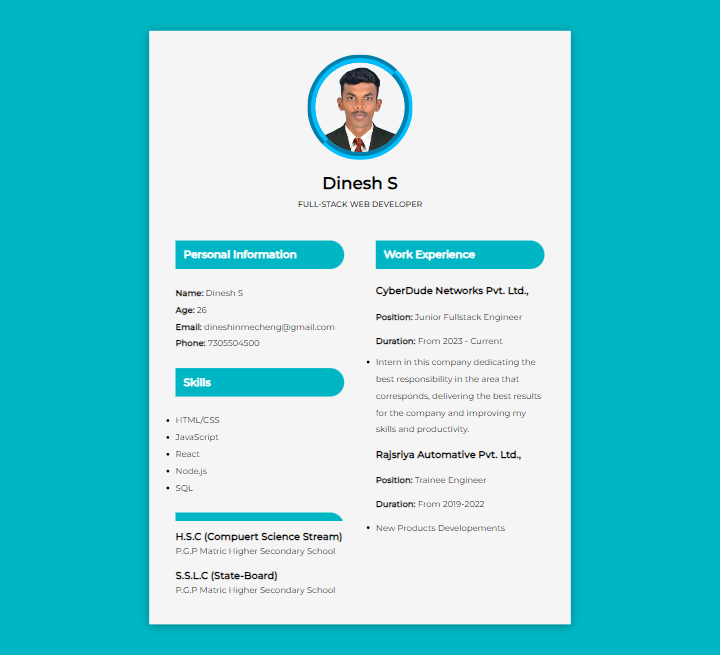 Dinesh S
FULL-STACK WEB DEVELOPER
Personal Information
Name: Dinesh S
Age: 26
Email: dineshinmecheng@gmail.com
Phone: 7305504500
Skills
HTML/CSS
JavaScript
React
Node.js
SQL
H.S.C (Compuert Science Stream)
P.G.P Matric Higher Secondary School
S.S.L.C (State-Board)
P.G.P Matric Higher Secondary School
Work Experience
CyberDude Networks Pvt. Ltd.,
Position: Junior Fullstack Engineer
Duration: From 2023 - Current
Intern in this company dedicating the
best responsibility in the area that
corresponds, delivering the best results
for the company and improving my
skills and productivity.
Rajsriya Automative Pvt. Ltd.,
Position: Trainee Engineer
Duration: From 2019-2022
New Products Developements